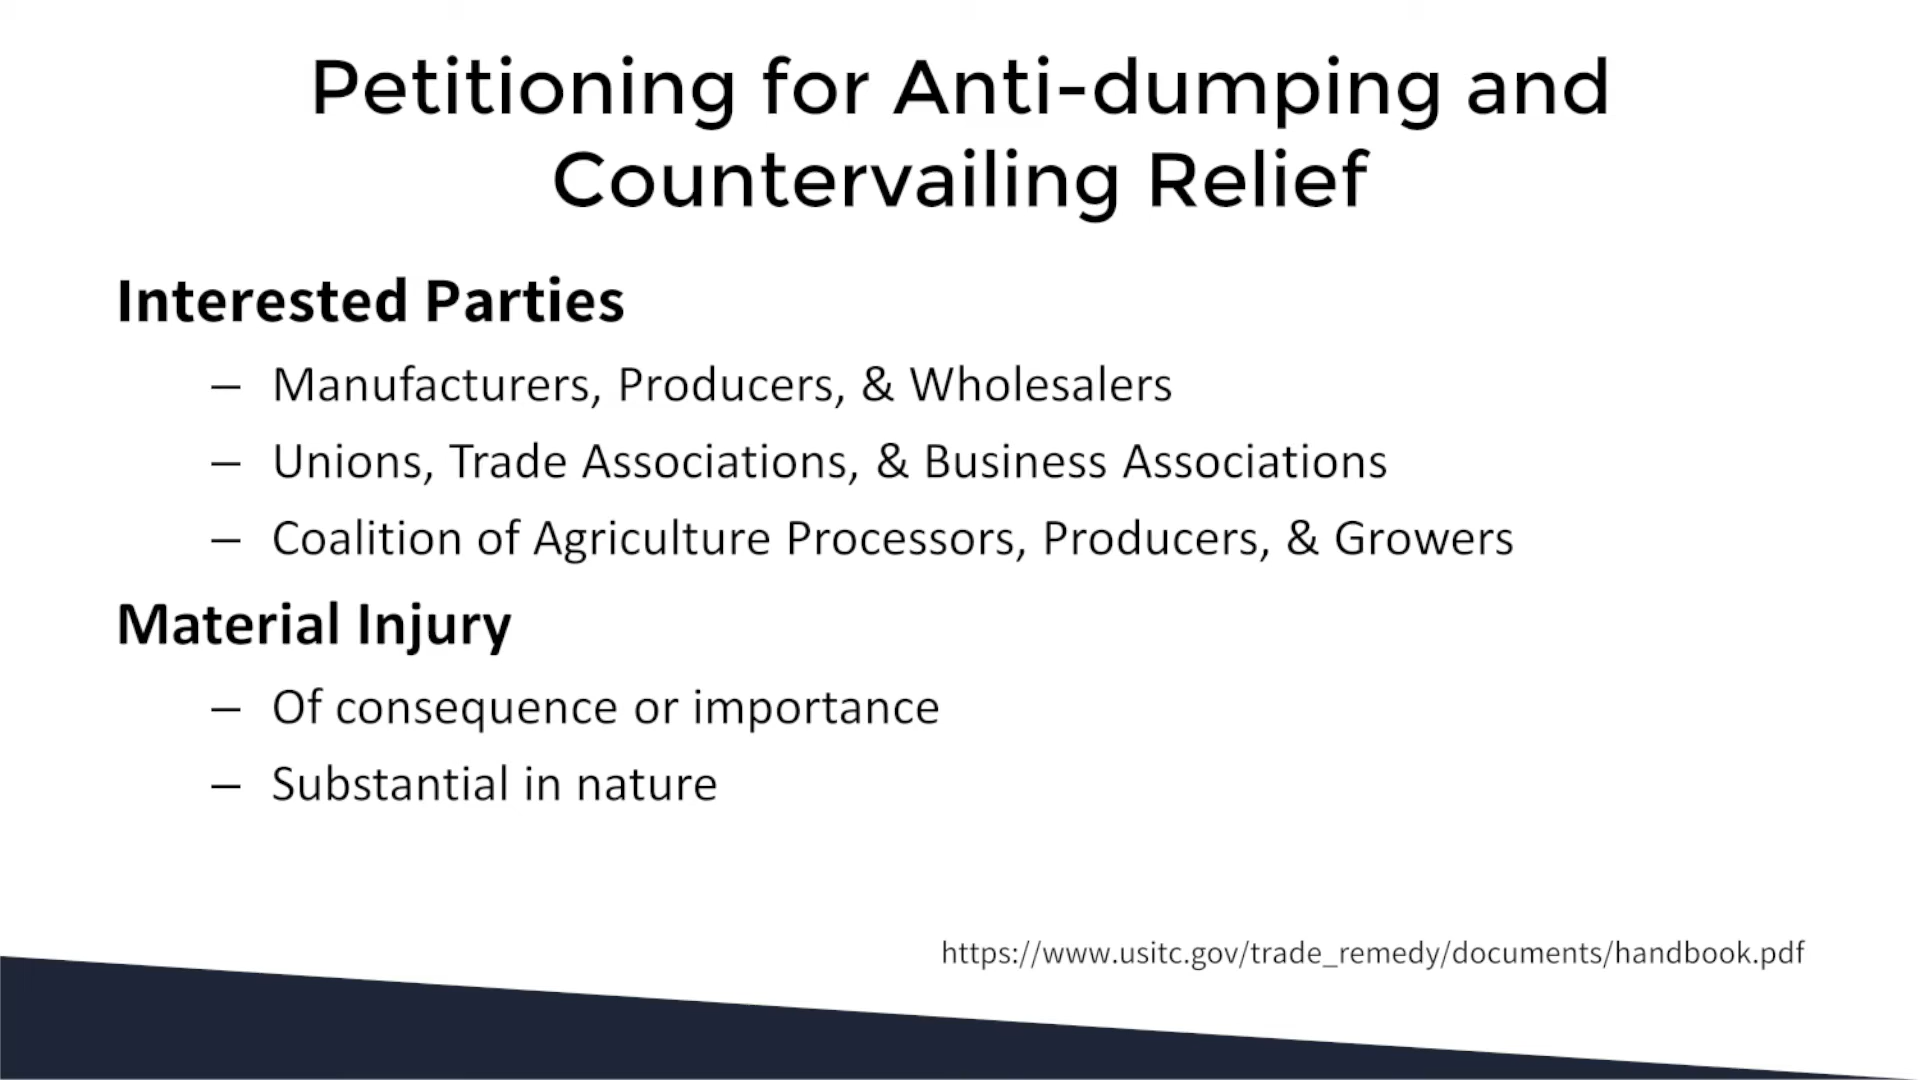 Petitioning for Anti-dumping and
Countervailing Relief
Interested Parties
– Manufacturers, Producers, & Wholesalers
– Unions, Trade Associations, & Business Associations
– Coalition of Agriculture Processors, Producers, & Growers
Material Injury
– Of consequence or importance
– Substantial in nature
https://www.usitc.gov/trade_remedy/documents/handbook.pdf